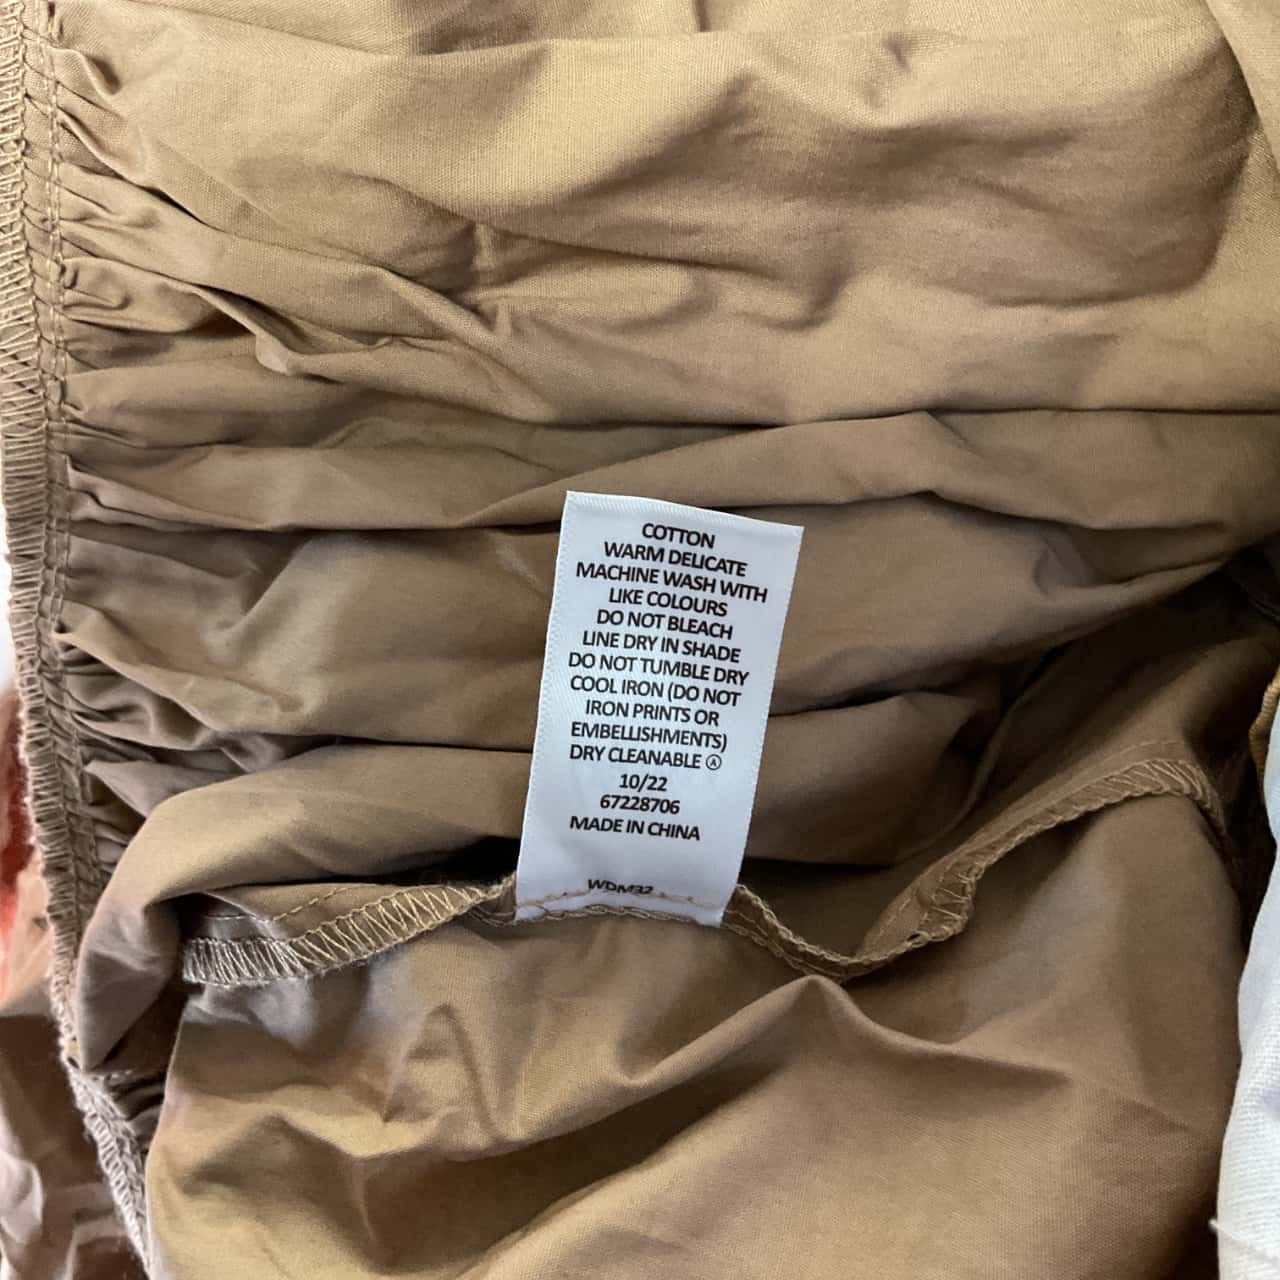 COTTON
WARM DELICATE
MACHINE WASH WITH
LIKE COLOURS
DO NOT BLEACH
LINE DRY IN SHADE
DO NOT TUMBLE DRY
COOL IRON (DO NOT
IRON PRINTS OR
EMBELLISHMENTS)
DRY CLEANABLE Ⓐ
10/22
67228706
MADE IN CHINA
WDM32